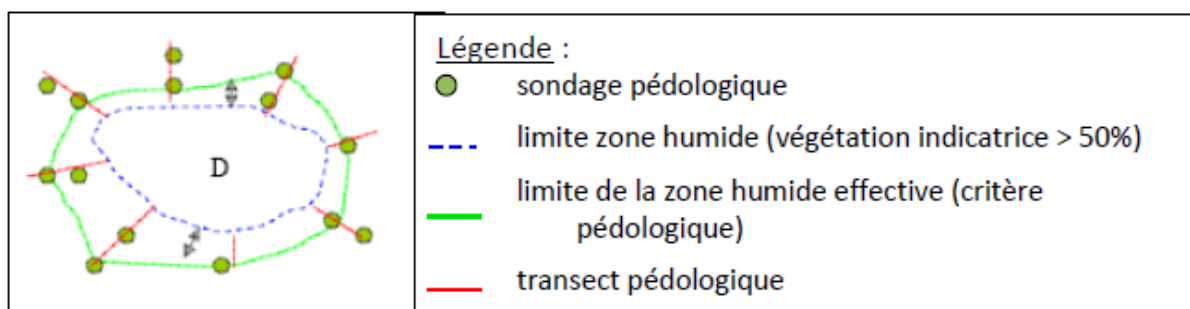 D
Légende :
sondage pédologique
limite zone humide (végétation indicatrice > 50%)
limite de la zone humide effective (critère
pédologique)
transect pédologique